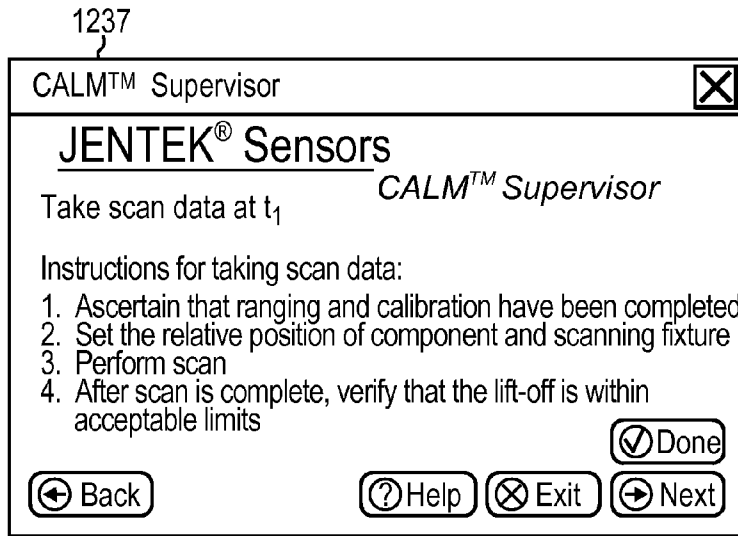 1237
CALM™ Supervisor
JENTEK® Sensors
CALM™ Supervisor
Take scan data at t₁
Instructions for taking scan data:
1. Ascertain that ranging and calibration have been completed
2. Set the relative position of component and scanning fixture
3. Perform scan
4. After scan is complete, verify that the lift-off is within
acceptable limits
Done
Back
Help
Exit
Next